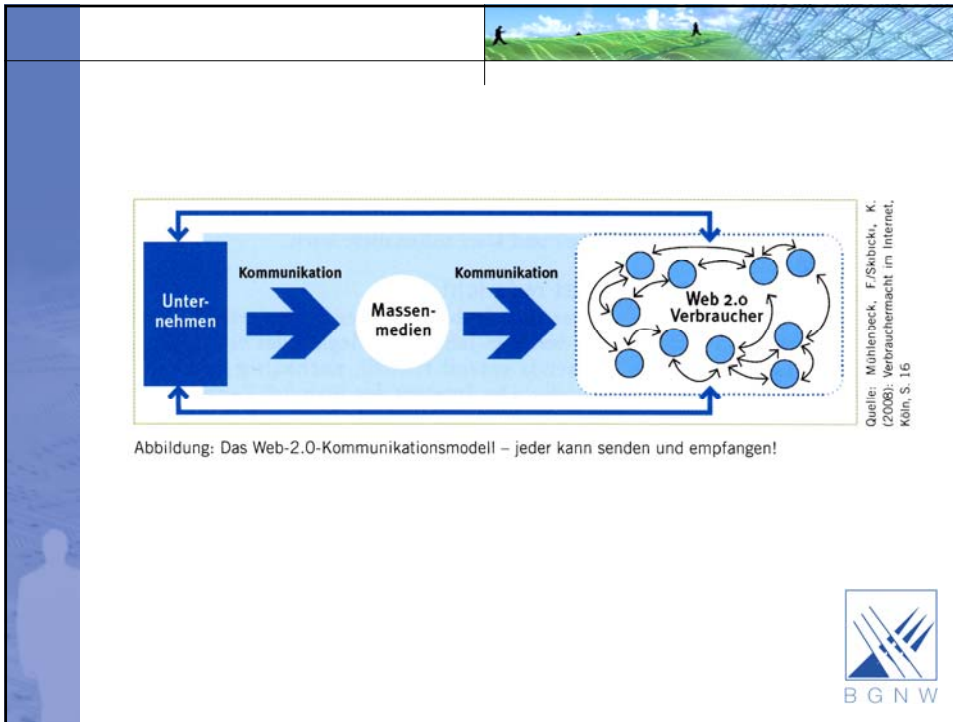 Kommunikation
Kommunikation
Unter-
nehmen
Massen-
medien
Web 2.0
Verbraucher
Quelle: Mühlenbeck, F./Skibicki, K.
(2008): Verbrauchermacht im Internet,
Köln, S. 16
Abbildung: Das Web-2.0-Kommunikationsmodell – jeder kann senden und empfangen!
BGNW